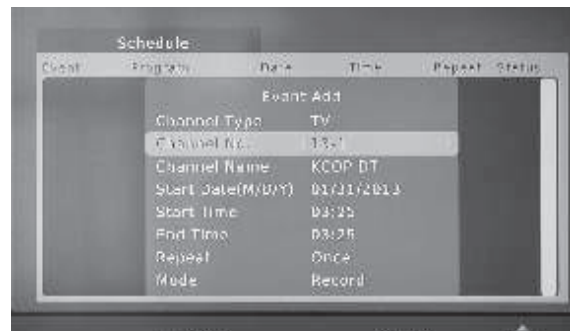 Schedule
Event Program Date Time Repeat Status
Event Add
Channel Type TV
Channel No. 13-1
Channel Name KCOP DT
Start Date(M/D/Y) 01/31/2013
Start Time 03:25
End Time 03:25
Repeat Once
Mode Record